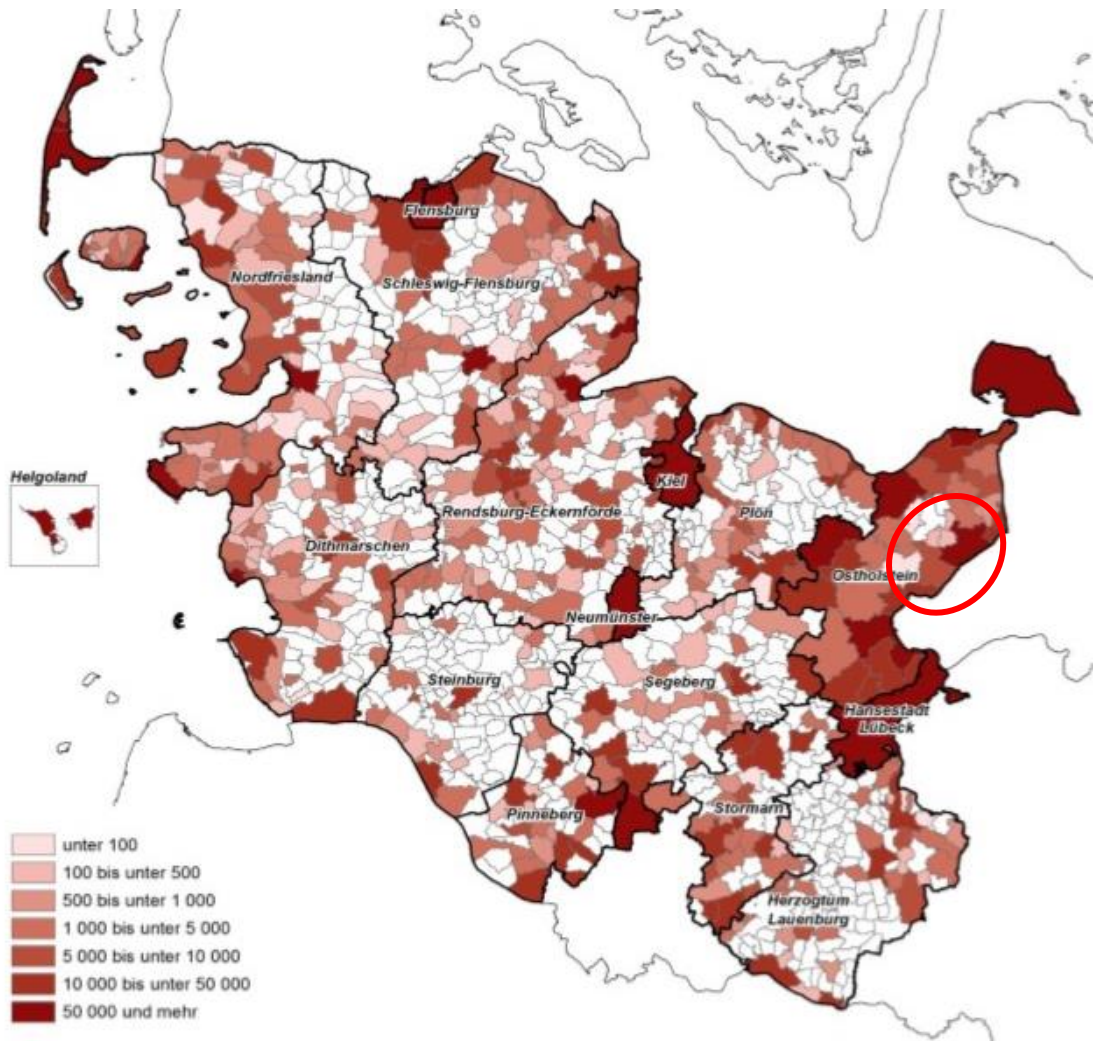 Flensburg
Nordfriesland
Schleswig-Flensburg
Helgoland
Kiel
Rendsburg-Eckernförde
Plön
Dithmarschen
Ostholstein
Neumünster
Steinburg
Segeberg
Hansestadt
Lübeck
Pinneberg
Stormarn
Herzogtum
Lauenburg
unter 100
100 bis unter 500
500 bis unter 1 000
1 000 bis unter 5 000
5 000 bis unter 10 000
10 000 bis unter 50 000
50 000 und mehr